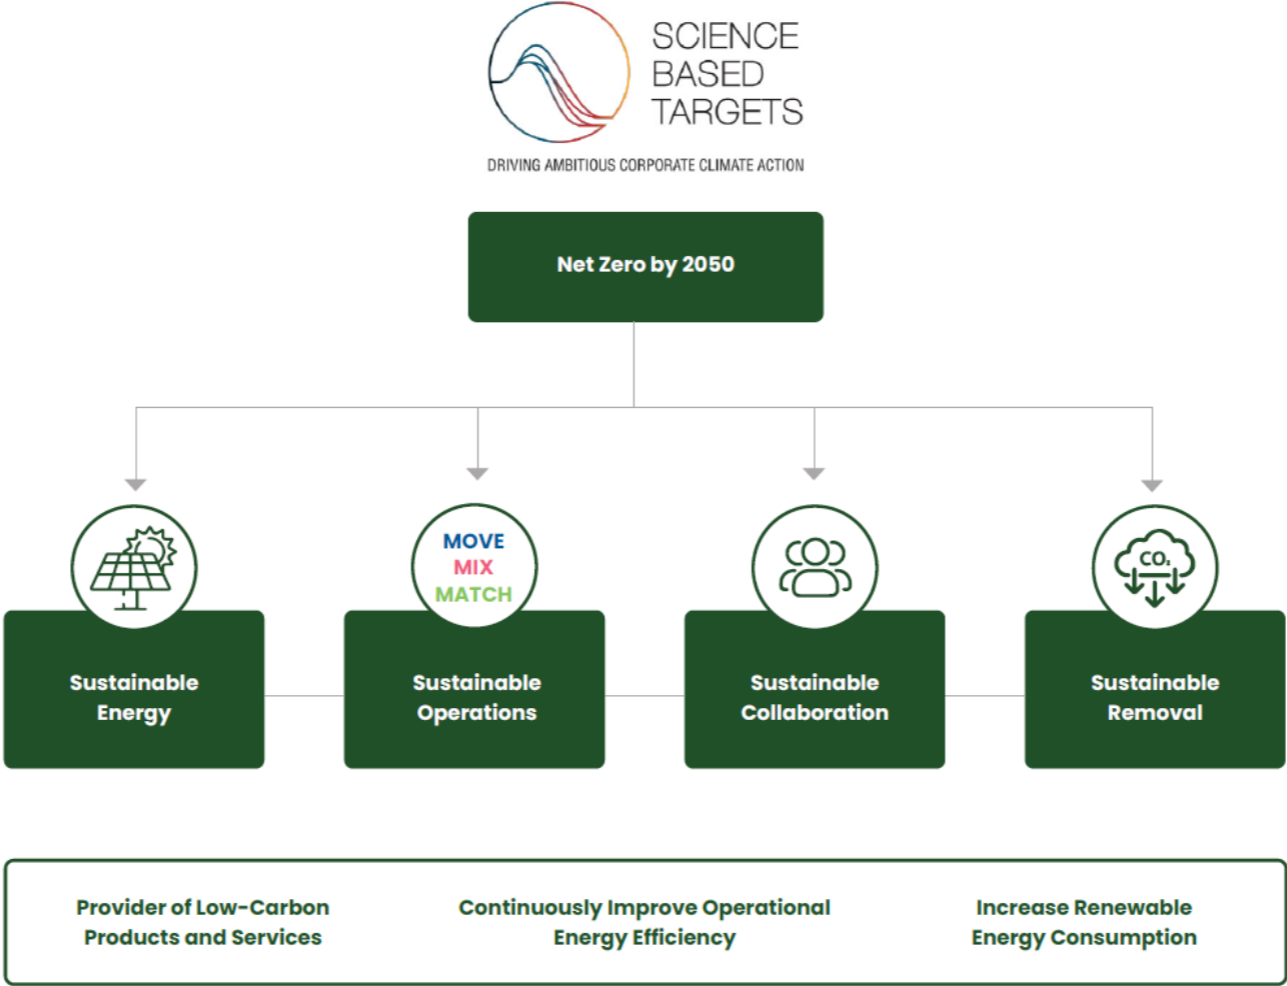 SCIENCE
BASED
TARGETS
DRIVING AMBITIOUS CORPORATE CLIMATE ACTION
Net Zero by 2050
MOVE
MIX
MATCH
CO₂
Sustainable
Energy
Sustainable
Operations
Sustainable
Collaboration
Sustainable
Removal
Provider of Low-Carbon
Products and Services
Continuously Improve Operational
Energy Efficiency
Increase Renewable
Energy Consumption